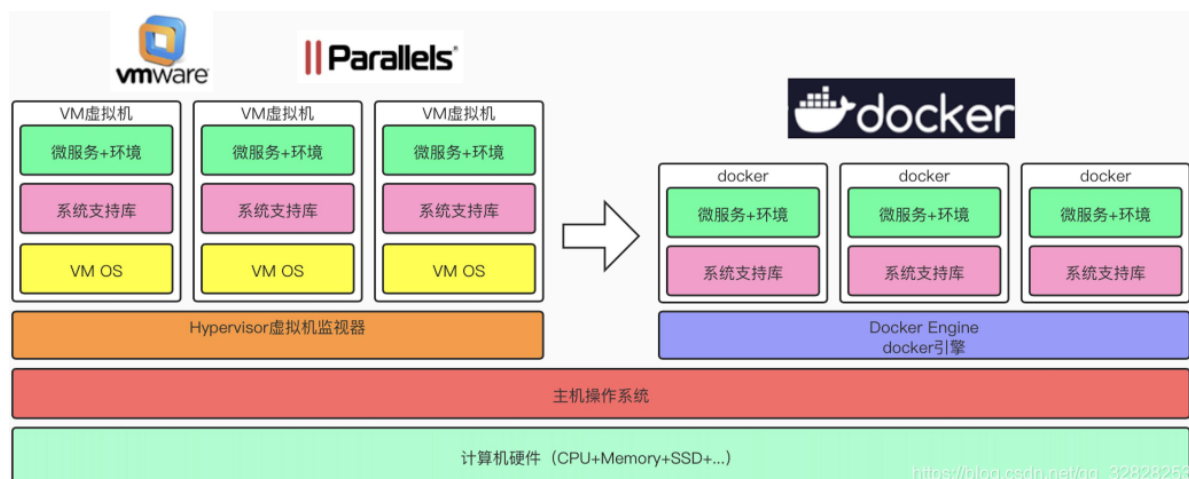 vmware
Parallels®
docker
VM虚拟机
VM虚拟机
VM虚拟机
微服务+环境
微服务+环境
微服务+环境
系统支持库
系统支持库
系统支持库
VM OS
VM OS
VM OS
Hypervisor虚拟机监视器
docker
docker
docker
微服务+环境
微服务+环境
微服务+环境
系统支持库
系统支持库
系统支持库
Docker Engine
docker引擎
主机操作系统
计算机硬件（CPU+Memory+SSD+...）
https://blog.csdn.net/qq_32828253